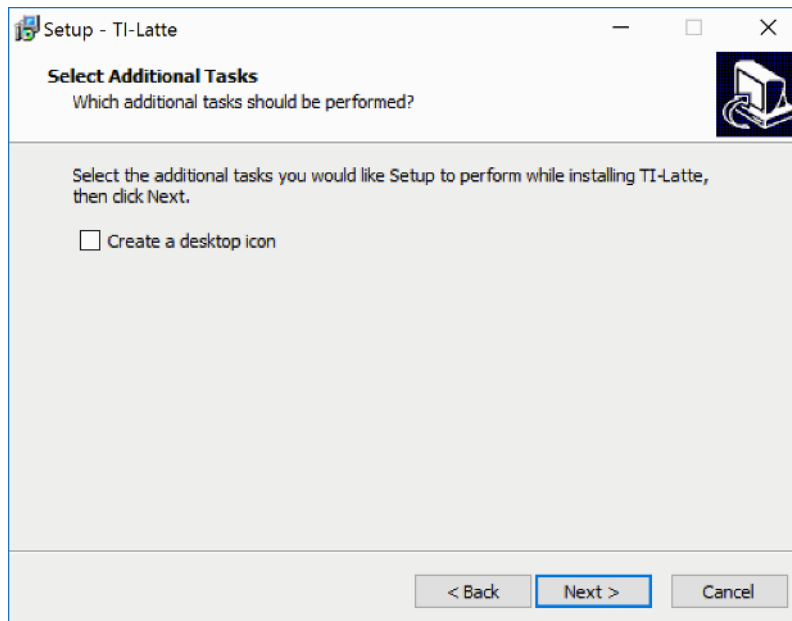 Setup - TI-Latte
Select Additional Tasks
Which additional tasks should be performed?
Select the additional tasks you would like Setup to perform while installing TI-Latte,
then click Next.
Create a desktop icon
< Back
Next >
Cancel